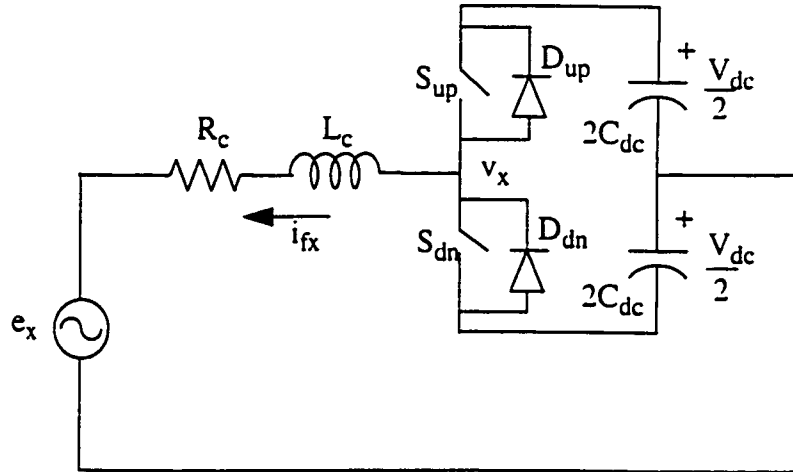 S_up
D_up
+
V_dc
2
2C_dc
R_c
L_c
v_x
i_fx
S_dn
D_dn
+
V_dc
2
2C_dc
e_x